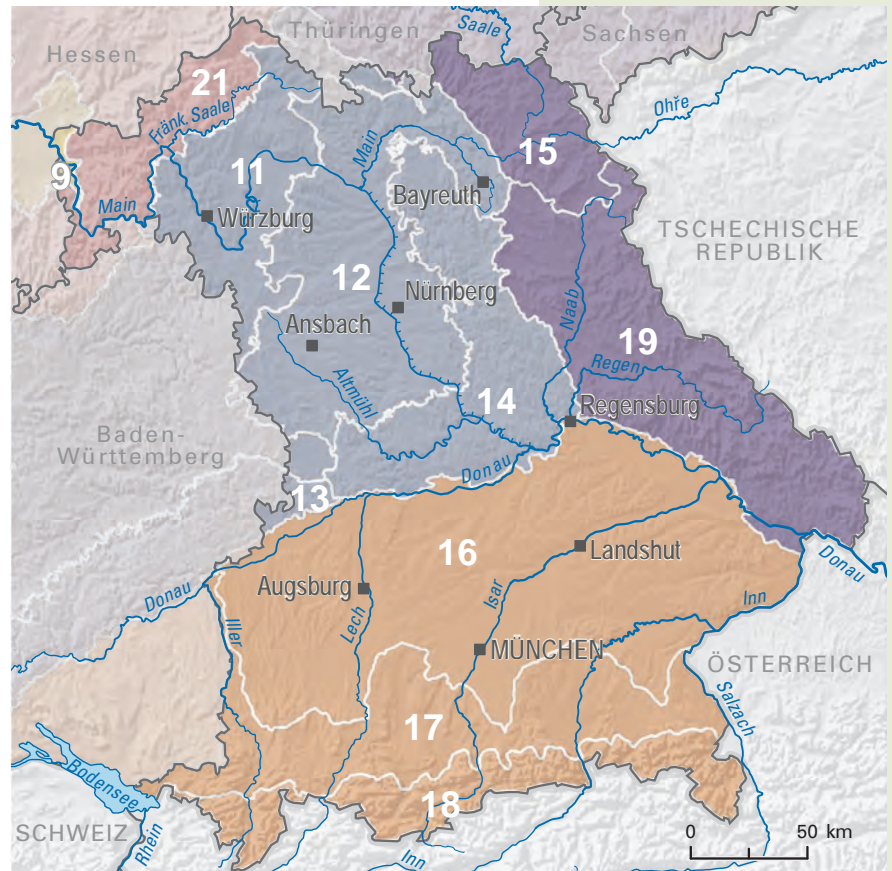 Hessen
Thüringen
Saale
Sachsen
21
Fränk. Saale
Ohře
9
11
Main
15
Main
Bayreuth
Würzburg
TSCHECHISCHE
REPUBLIK
12
Nürnberg
Naab
Ansbach
19
Regen
Altmühl
14
Regensburg
Baden-
Württemberg
Donau
13
16
Landshut
Donau
Augsburg
Isar
Donau
Inn
Iller
Lech
MÜNCHEN
ÖSTERREICH
Salzach
17
Bodensee
18
SCHWEIZ
Rhein
Inn
0 50 km